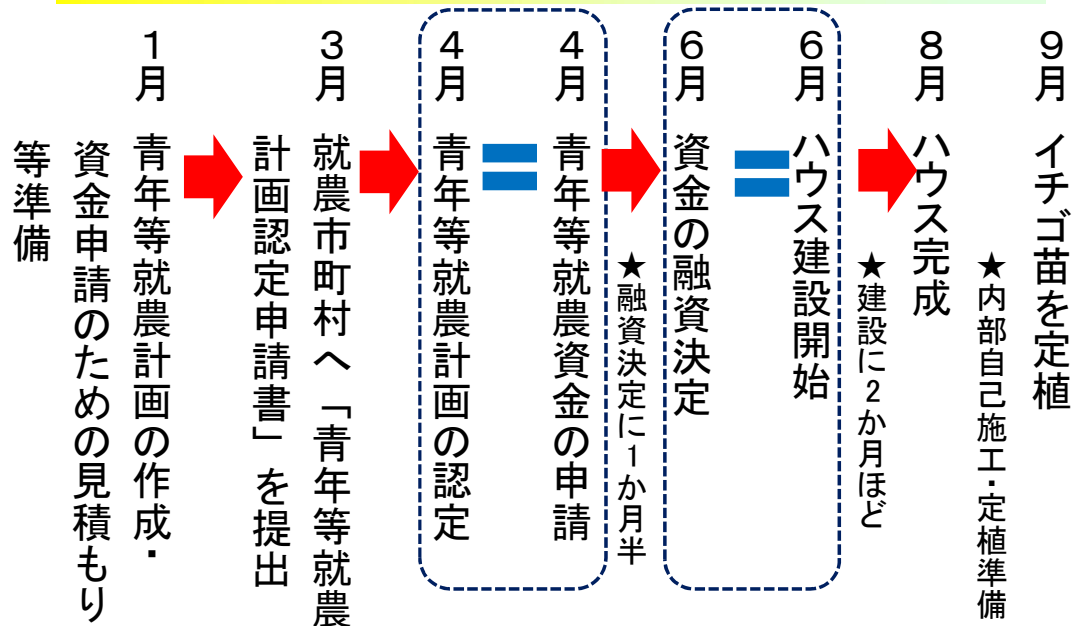 1月
青年等就農計画の作成・
資金申請のための見積もり
等準備
3月
就農市町村へ「青年等就農
計画認定申請書」を提出
4月
青年等就農計画の認定
4月
青年等就農資金の申請
★融資決定に1か月半
6月
資金の融資決定
6月
ハウス建設開始
★建設に2か月ほど
8月
ハウス完成
★内部自己施工・定植準備
9月
イチゴ苗を定植